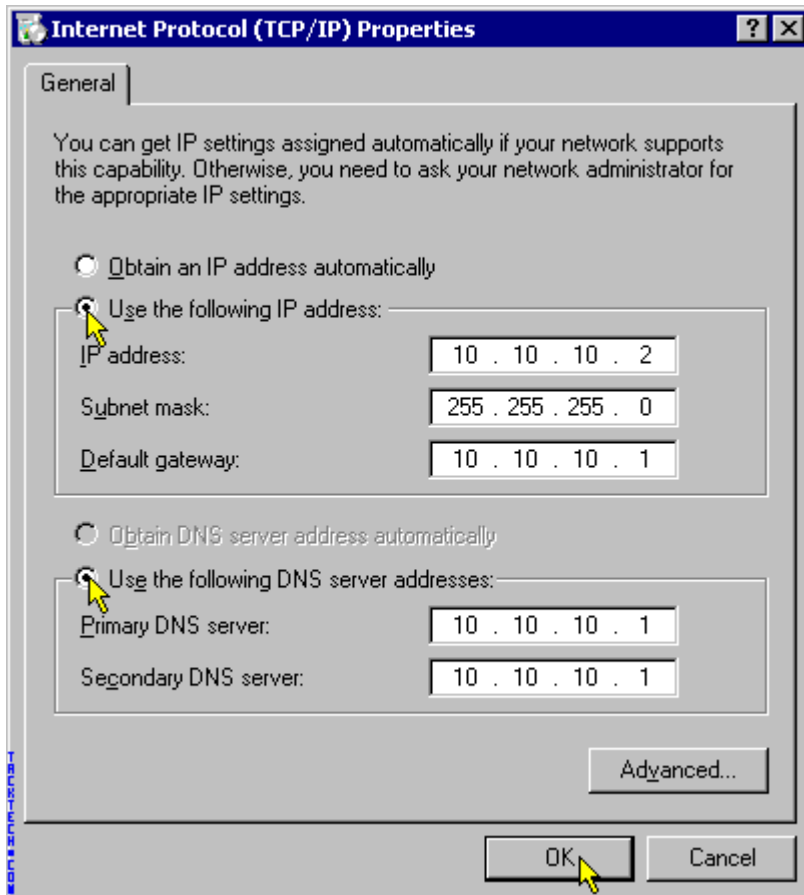 Internet Protocol (TCP/IP) Properties
General
You can get IP settings assigned automatically if your network supports
this capability. Otherwise, you need to ask your network administrator for
the appropriate IP settings.
Obtain an IP address automatically
Use the following IP address:
IP address: 10 . 10 . 10 . 2
Subnet mask: 255 . 255 . 255 . 0
Default gateway: 10 . 10 . 10 . 1
Obtain DNS server address automatically
Use the following DNS server addresses:
Primary DNS server: 10 . 10 . 10 . 1
Secondary DNS server: 10 . 10 . 10 . 1
Advanced...
OK Cancel
TACKTECH.COM